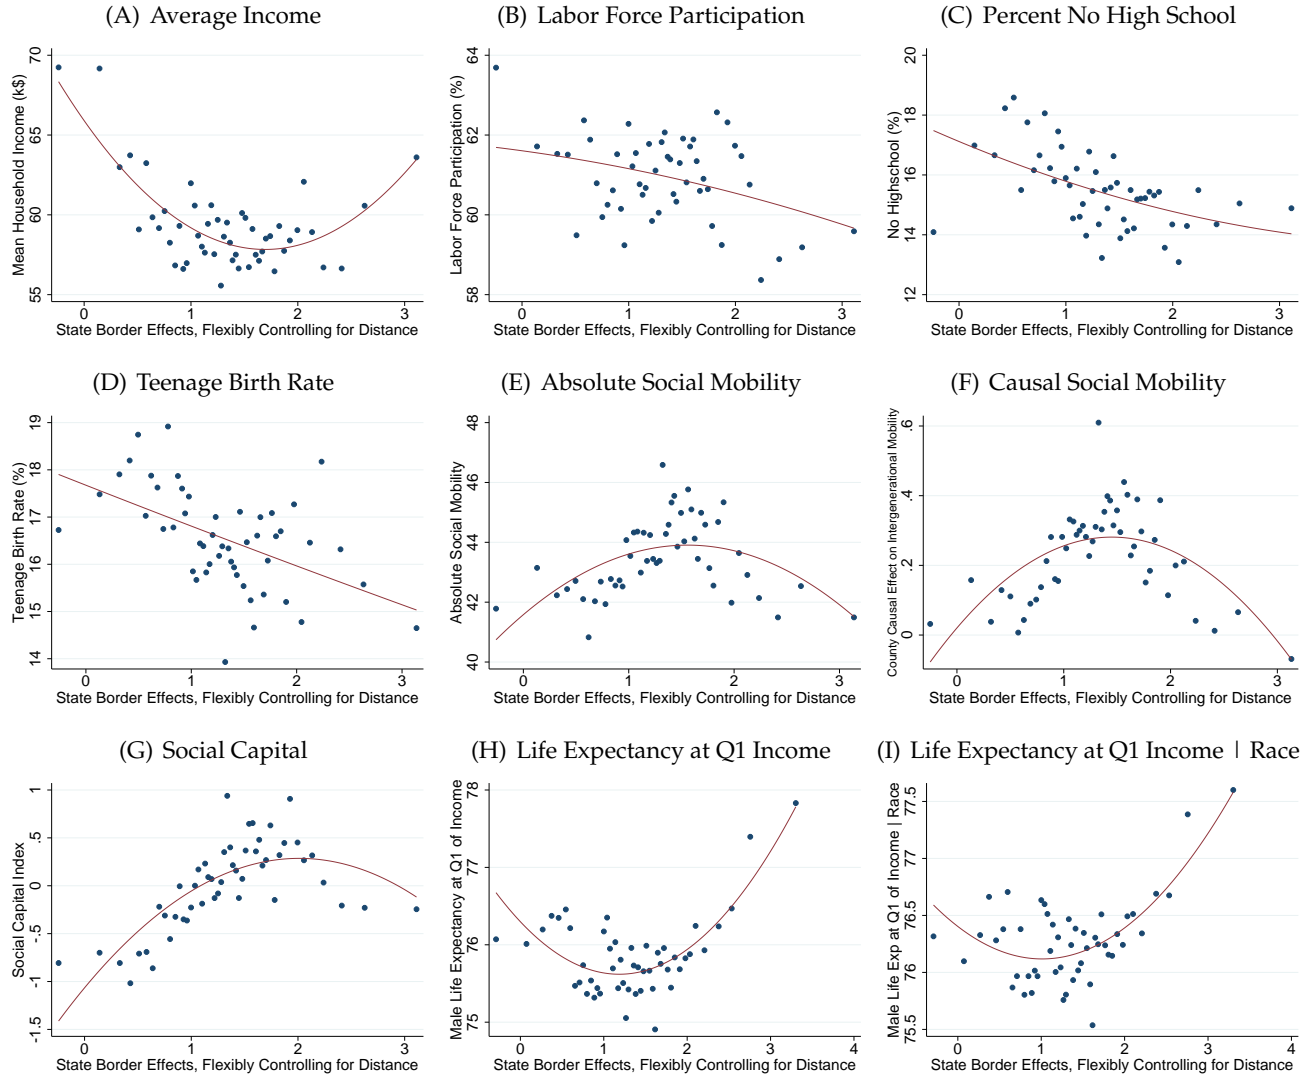 (A) Average Income
Mean Household Income (k$)
70
65
60
55
0 1 2 3
State Border Effects, Flexibly Controlling for Distance
(B) Labor Force Participation
Labor Force Participation (%)
64
62
60
58
0 1 2 3
State Border Effects, Flexibly Controlling for Distance
(C) Percent No High School
No Highschool (%)
20
18
16
14
12
0 1 2 3
State Border Effects, Flexibly Controlling for Distance
(D) Teenage Birth Rate
Teenage Birth Rate (%)
19
18
17
16
15
14
0 1 2 3
State Border Effects, Flexibly Controlling for Distance
(E) Absolute Social Mobility
Absolute Social Mobility
48
46
44
42
40
0 1 2 3
State Border Effects, Flexibly Controlling for Distance
(F) Causal Social Mobility
County Causal Effect on Intergenerational Mobility
.6
.4
.2
0
0 1 2 3
State Border Effects, Flexibly Controlling for Distance
(G) Social Capital
Social Capital Index
1
.5
0
-.5
-1
-1.5
0 1 2 3
State Border Effects, Flexibly Controlling for Distance
(H) Life Expectancy at Q1 Income
Male Life Expectancy at Q1 of Income
78
77
76
75
0 1 2 3 4
State Border Effects, Flexibly Controlling for Distance
(I) Life Expectancy at Q1 Income | Race
Male Life Exp at Q1 of Income | Race
77.5
77
76.5
76
75.5
0 1 2 3 4
State Border Effects, Flexibly Controlling for Distance